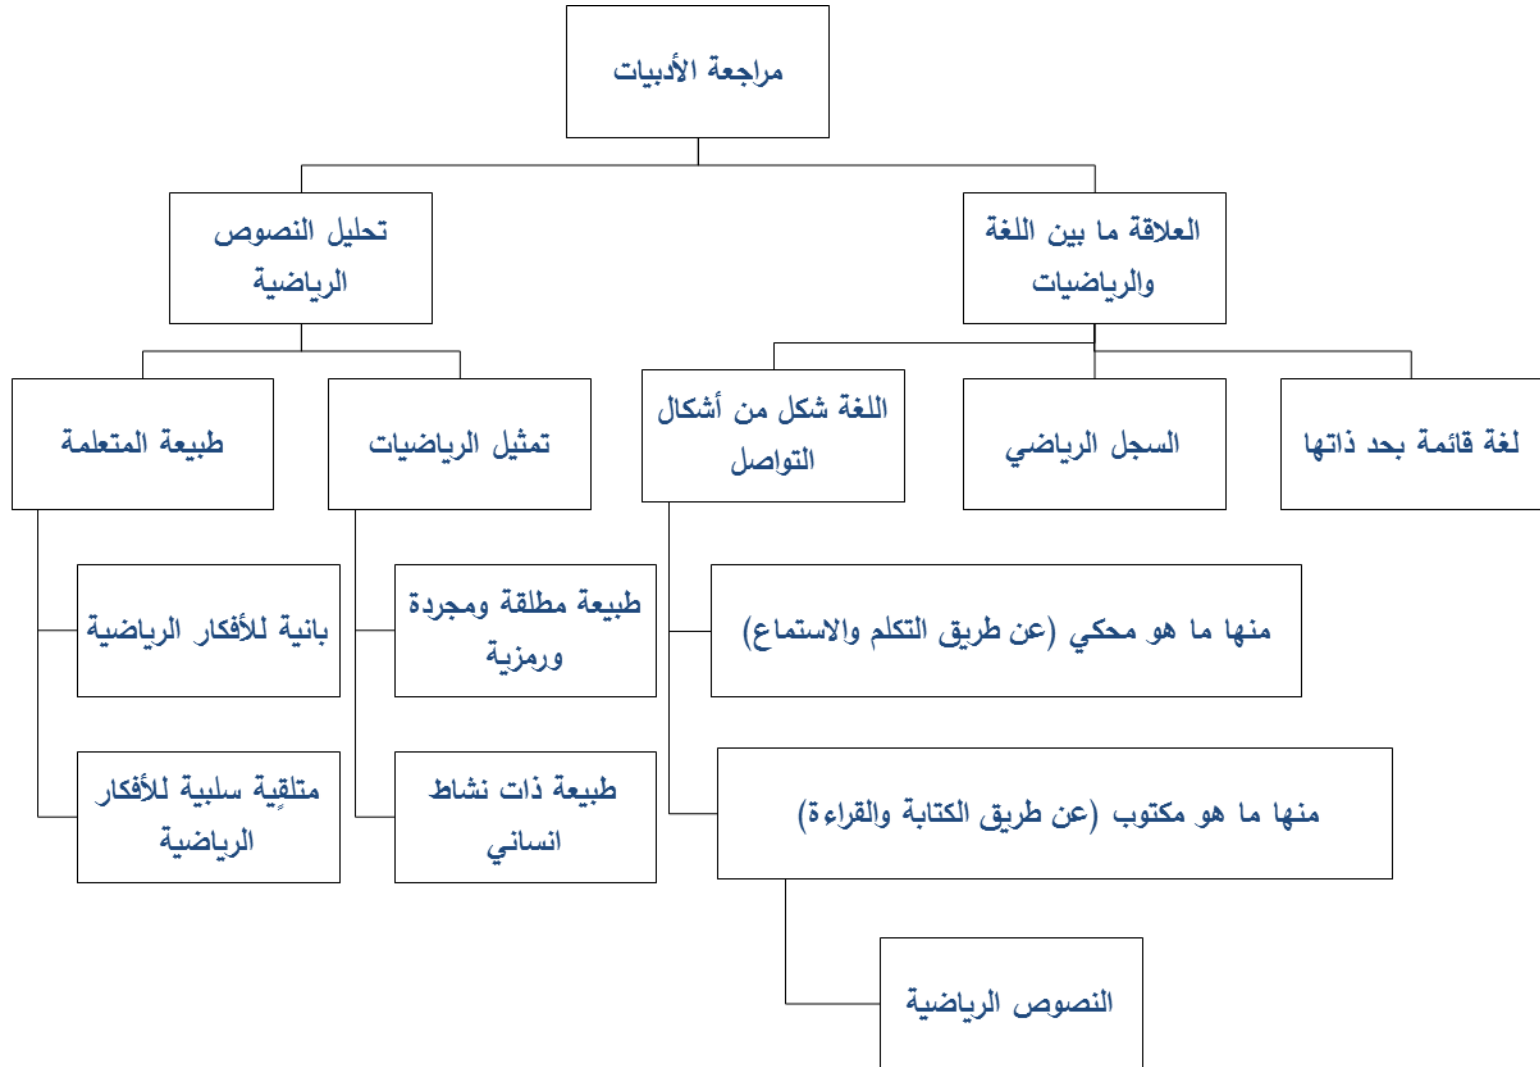 مراجعة الأدبيات
العلاقة ما بين اللغة
والرياضيات
تحليل النصوص
الرياضية
لغة قائمة بحد ذاتها
السجل الرياضي
اللغة شكل من أشكال
التواصل
تمثيل الرياضيات
طبيعة المتعلمة
منها ما هو محكي (عن طريق التكلم والاستماع)
طبيعة مطلقة ومجردة
ورمزية
بانية للأفكار الرياضية
منها ما هو مكتوب (عن طريق الكتابة والقراءة)
طبيعة ذات نشاط
انساني
متلقٍية سلبية للأفكار
الرياضية
النصوص الرياضية